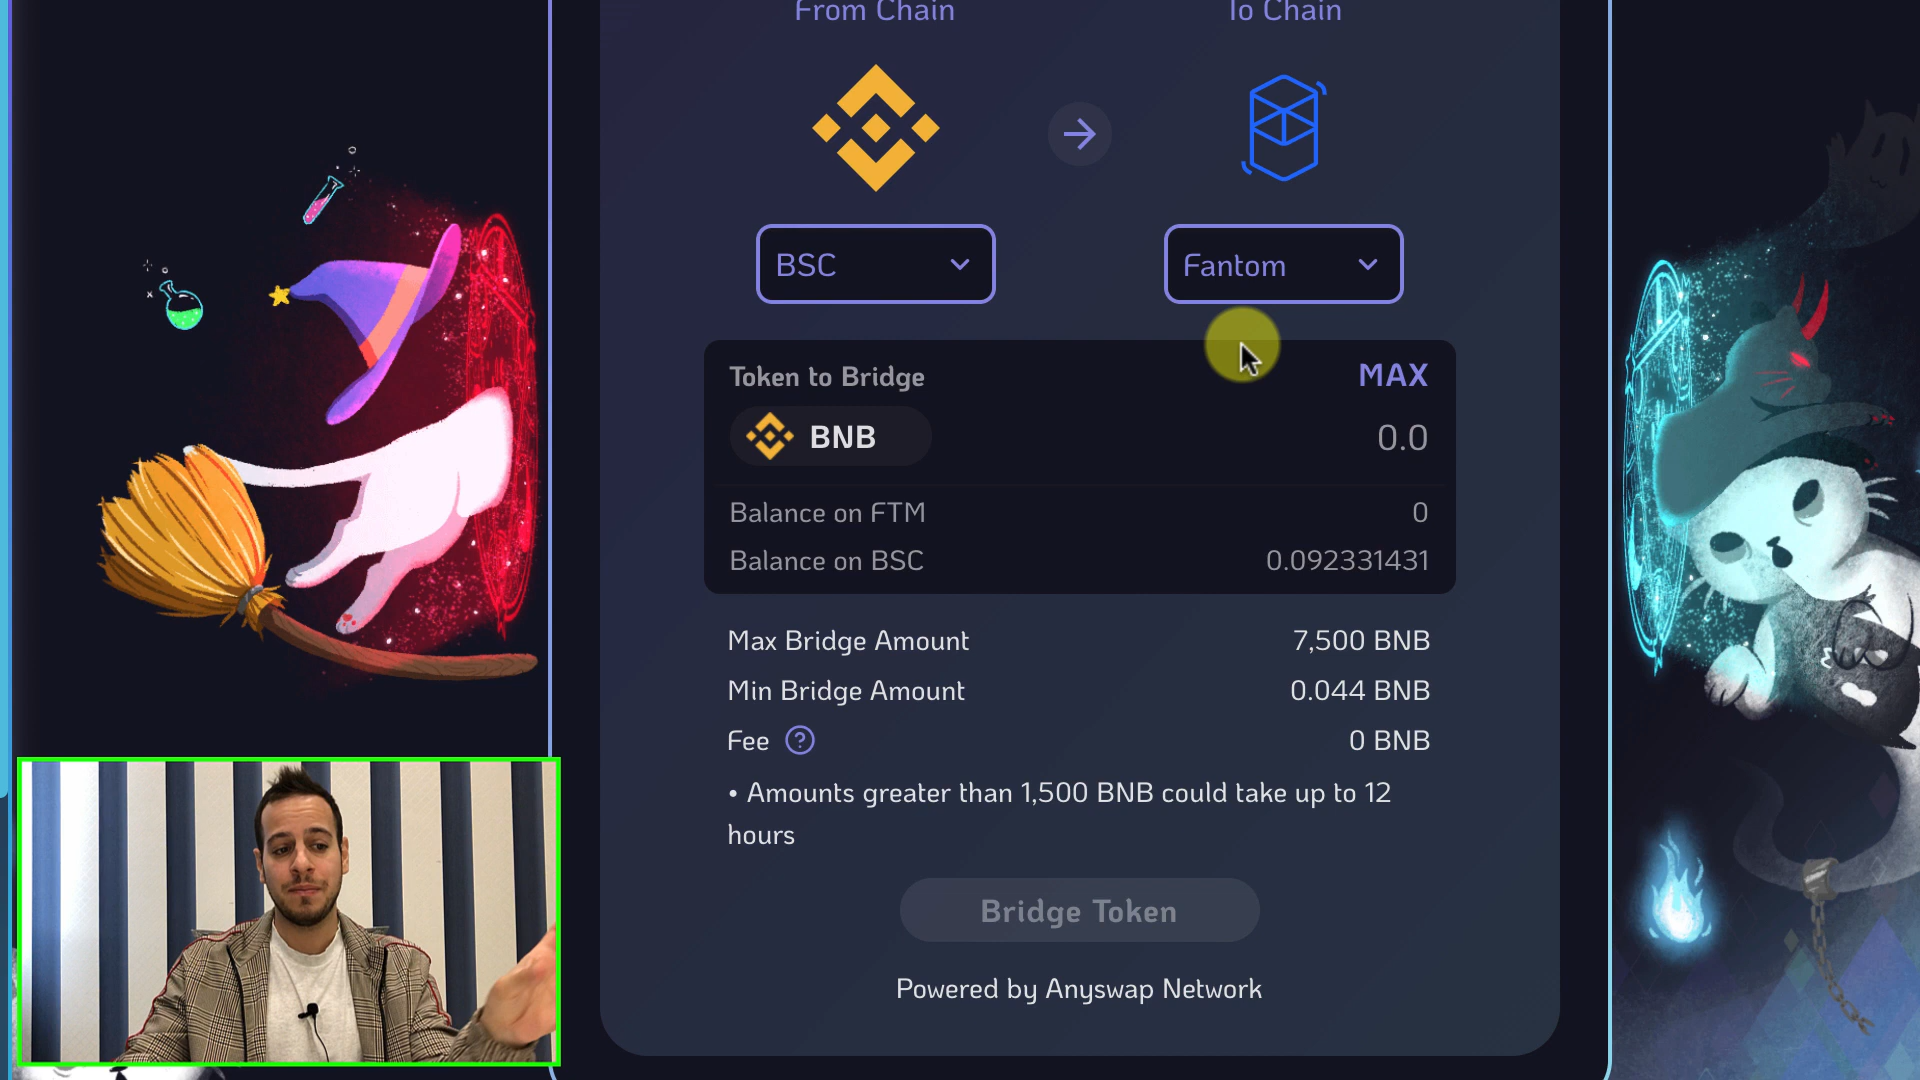 From Chain
To Chain
BSC
Fantom
Token to Bridge
MAX
BNB
0.0
Balance on FTM
0
Balance on BSC
0.092331431
Max Bridge Amount
7,500 BNB
Min Bridge Amount
0.044 BNB
Fee ?
0 BNB
• Amounts greater than 1,500 BNB could take up to 12
hours
Bridge Token
Powered by Anyswap Network